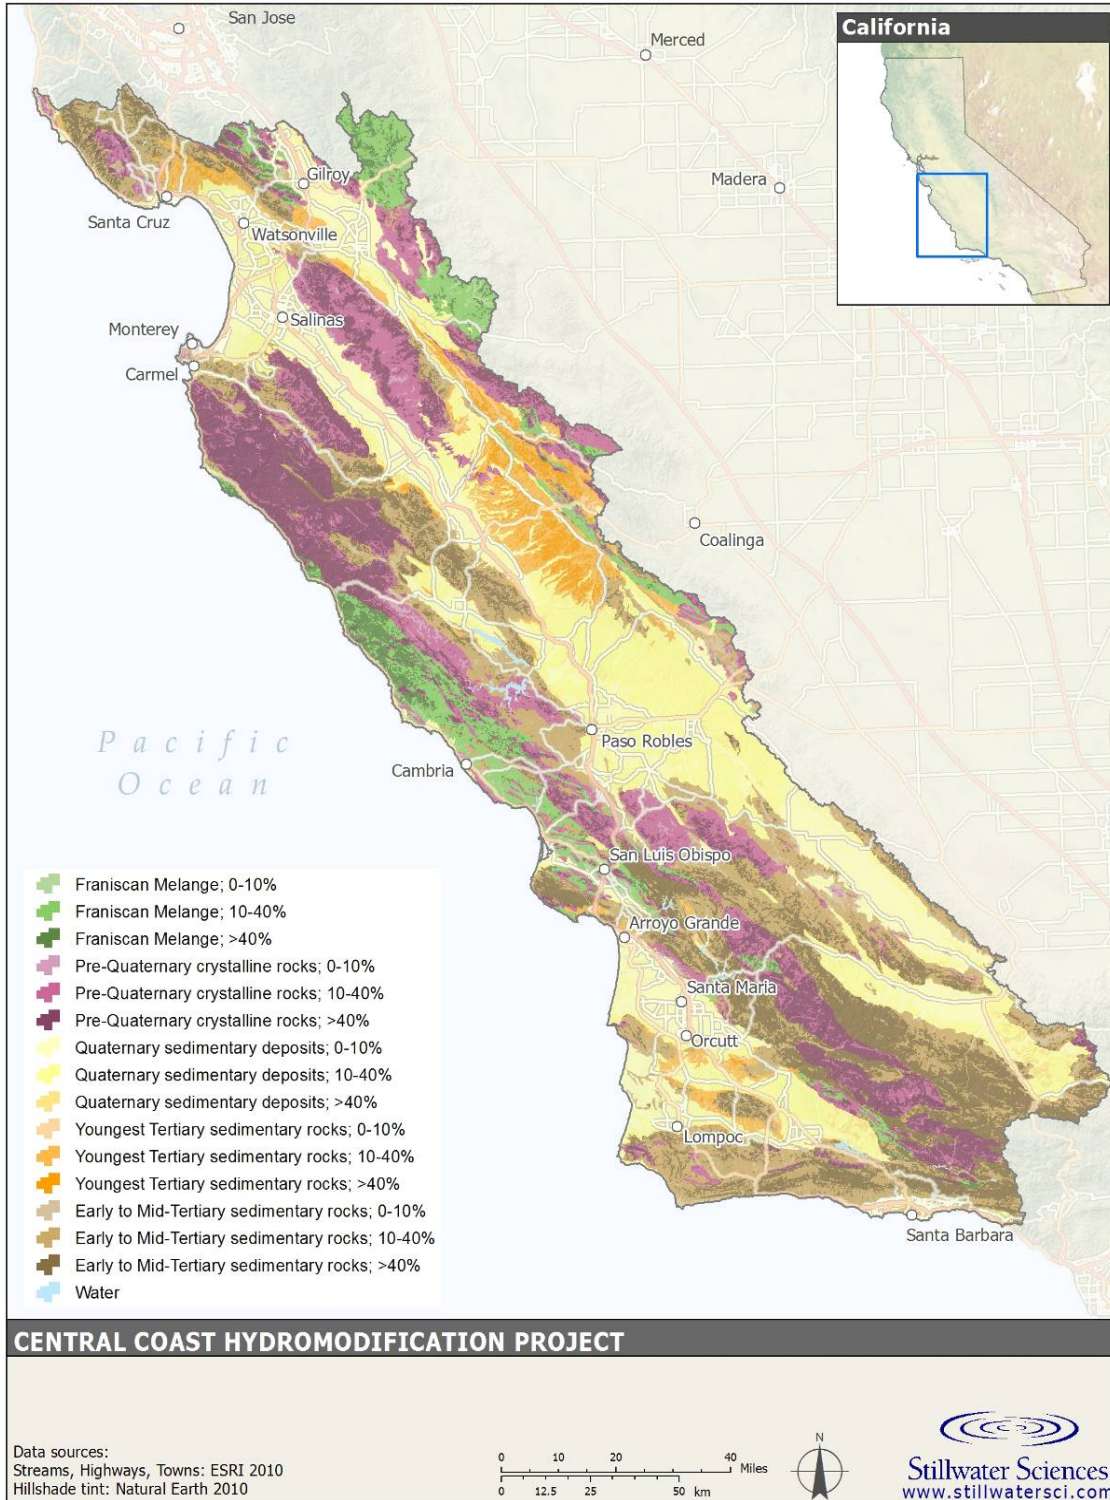 San Jose
Merced
California
Madera
Gilroy
Santa Cruz
Watsonville
Salinas
Monterey
Carmel
Coalinga
Pacific
Ocean
Paso Robles
Cambria
San Luis Obispo
Arroyo Grande
Santa Maria
Orcutt
Lompoc
Santa Barbara
Franiscan Melange; 0-10%
Franiscan Melange; 10-40%
Franiscan Melange; >40%
Pre-Quaternary crystalline rocks; 0-10%
Pre-Quaternary crystalline rocks; 10-40%
Pre-Quaternary crystalline rocks; >40%
Quaternary sedimentary deposits; 0-10%
Quaternary sedimentary deposits; 10-40%
Quaternary sedimentary deposits; >40%
Youngest Tertiary sedimentary rocks; 0-10%
Youngest Tertiary sedimentary rocks; 10-40%
Youngest Tertiary sedimentary rocks; >40%
Early to Mid-Tertiary sedimentary rocks; 0-10%
Early to Mid-Tertiary sedimentary rocks; 10-40%
Early to Mid-Tertiary sedimentary rocks; >40%
Water
CENTRAL COAST HYDROMODIFICATION PROJECT
Data sources:
Streams, Highways, Towns: ESRI 2010
Hillshade tint: Natural Earth 2010
0 10 20 40 Miles
0 12.5 25 50 km
N
Stillwater Sciences
www.stillwatersci.com